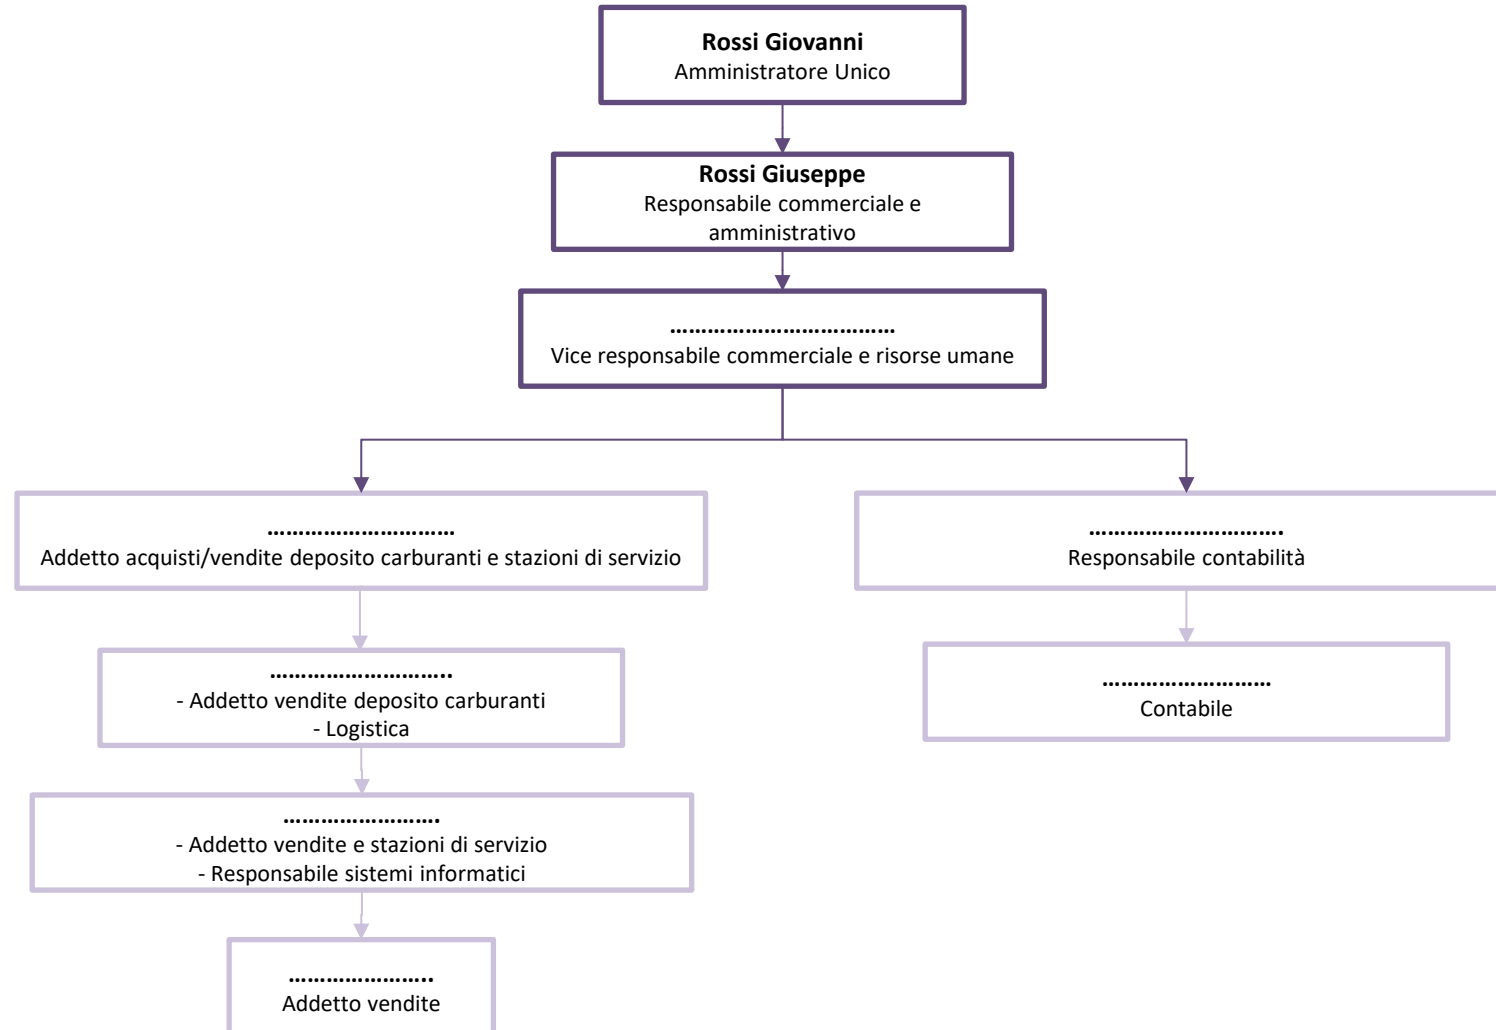 Rossi Giovanni
Amministratore Unico
Rossi Giuseppe
Responsabile commerciale e
amministrativo
……………………………….
Vice responsabile commerciale e risorse umane
…………………………
Addetto acquisti/vendite deposito carburanti e stazioni di servizio
………………………….
Responsabile contabilità
………………………..
- Addetto vendite deposito carburanti
- Logistica
………………………
Contabile
…………………….
- Addetto vendite e stazioni di servizio
- Responsabile sistemi informatici
…………………..
Addetto vendite